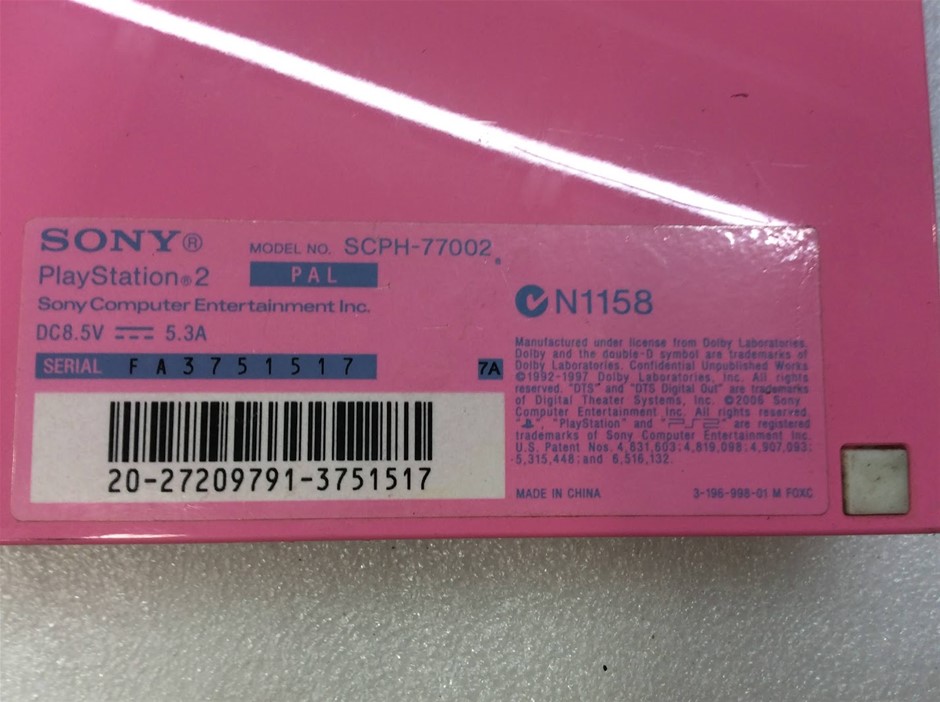 SONY® MODEL NO. SCPH-77002
PlayStation®2 PAL
Sony Computer Entertainment Inc.
DC8.5V 5.3A
SERIAL FA3751517 7A
20-27209791-3751517
N1158
Manufactured under license from Dolby Laboratories.
Dolby and the double-D symbol are trademarks of
Dolby Laboratories. Confidential Unpublished Works
©1992-1997 Dolby Laboratories, Inc. All rights
reserved. "DTS" and "DTS Digital Out" are trademarks
of Digital Theater Systems, Inc. ©2006 Sony
Computer Entertainment Inc. All rights reserved.
" ", "PlayStation" and "PS2" are registered
trademarks of Sony Computer Entertainment Inc.
U.S. Patent Nos. 4,631,603;4,819,098;4,907,093;
5,315,448;and 6,516,132.
MADE IN CHINA 3-196-998-01 M FOXC